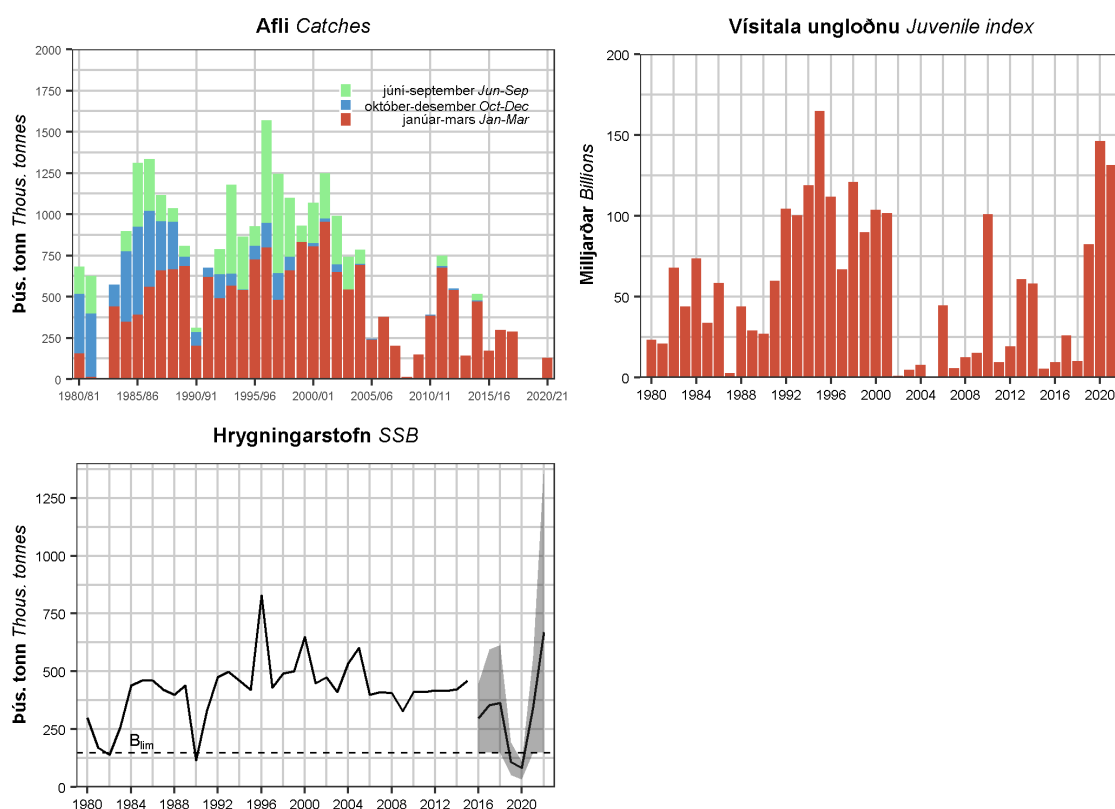 Afli Catches
Þús. tonn Thous. tonnes
2000
1750
1500
1250
1000
750
500
250
0
júní-september Jun-Sep
október-desember Oct-Dec
janúar-mars Jan-Mar
1980/81 1985/86 1990/91 1995/96 2000/01 2005/06 2010/11 2015/16 2020/21
Vísitala ungloðnu Juvenile index
Milljarðar Billions
200
150
100
50
0
1980 1984 1988 1992 1996 2000 2004 2008 2012 2016 2020
Hrygningarstofn SSB
Þús. tonn Thous. tonnes
1250
1000
750
500
250
0
Blim
1980 1984 1988 1992 1996 2000 2004 2008 2012 2016 2020